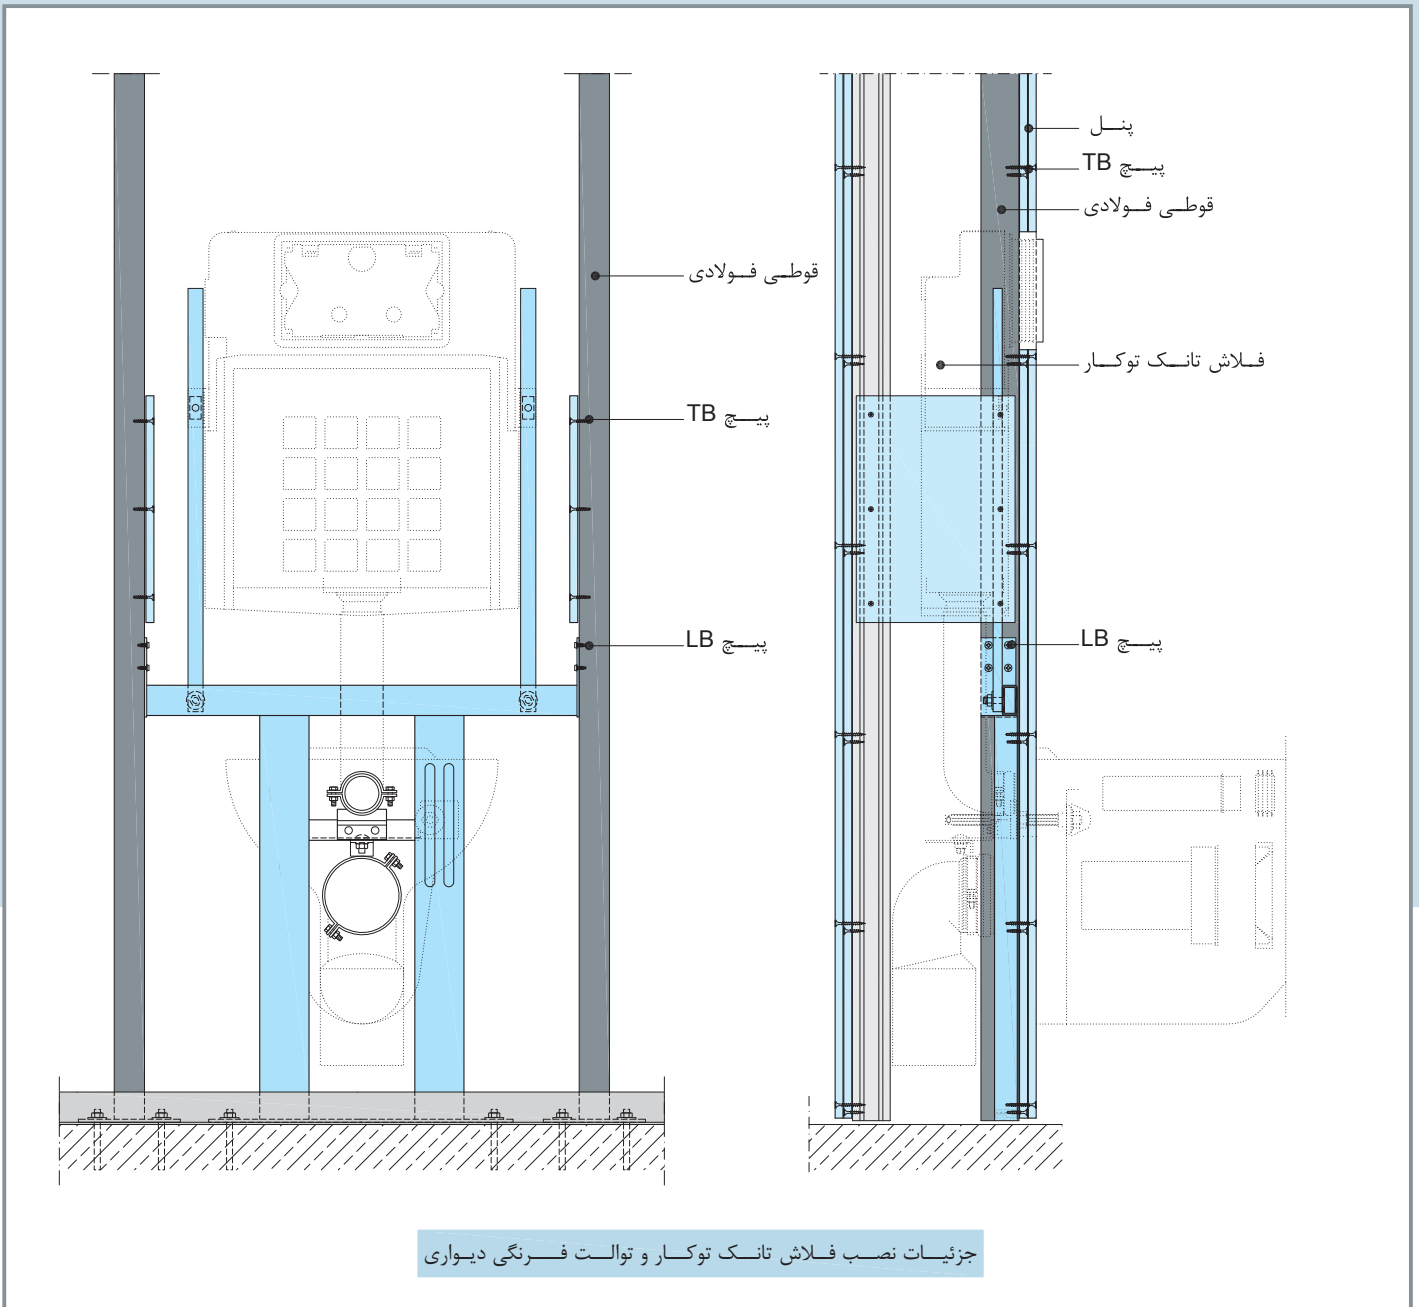 پنل
پیچ TB
قوطی فولادی
فلاش تانک توکار
پیچ LB
قوطی فولادی
پیچ TB
پیچ LB
جزئیات نصب فلاش تانک توکار و توالت فرنگی دیواری